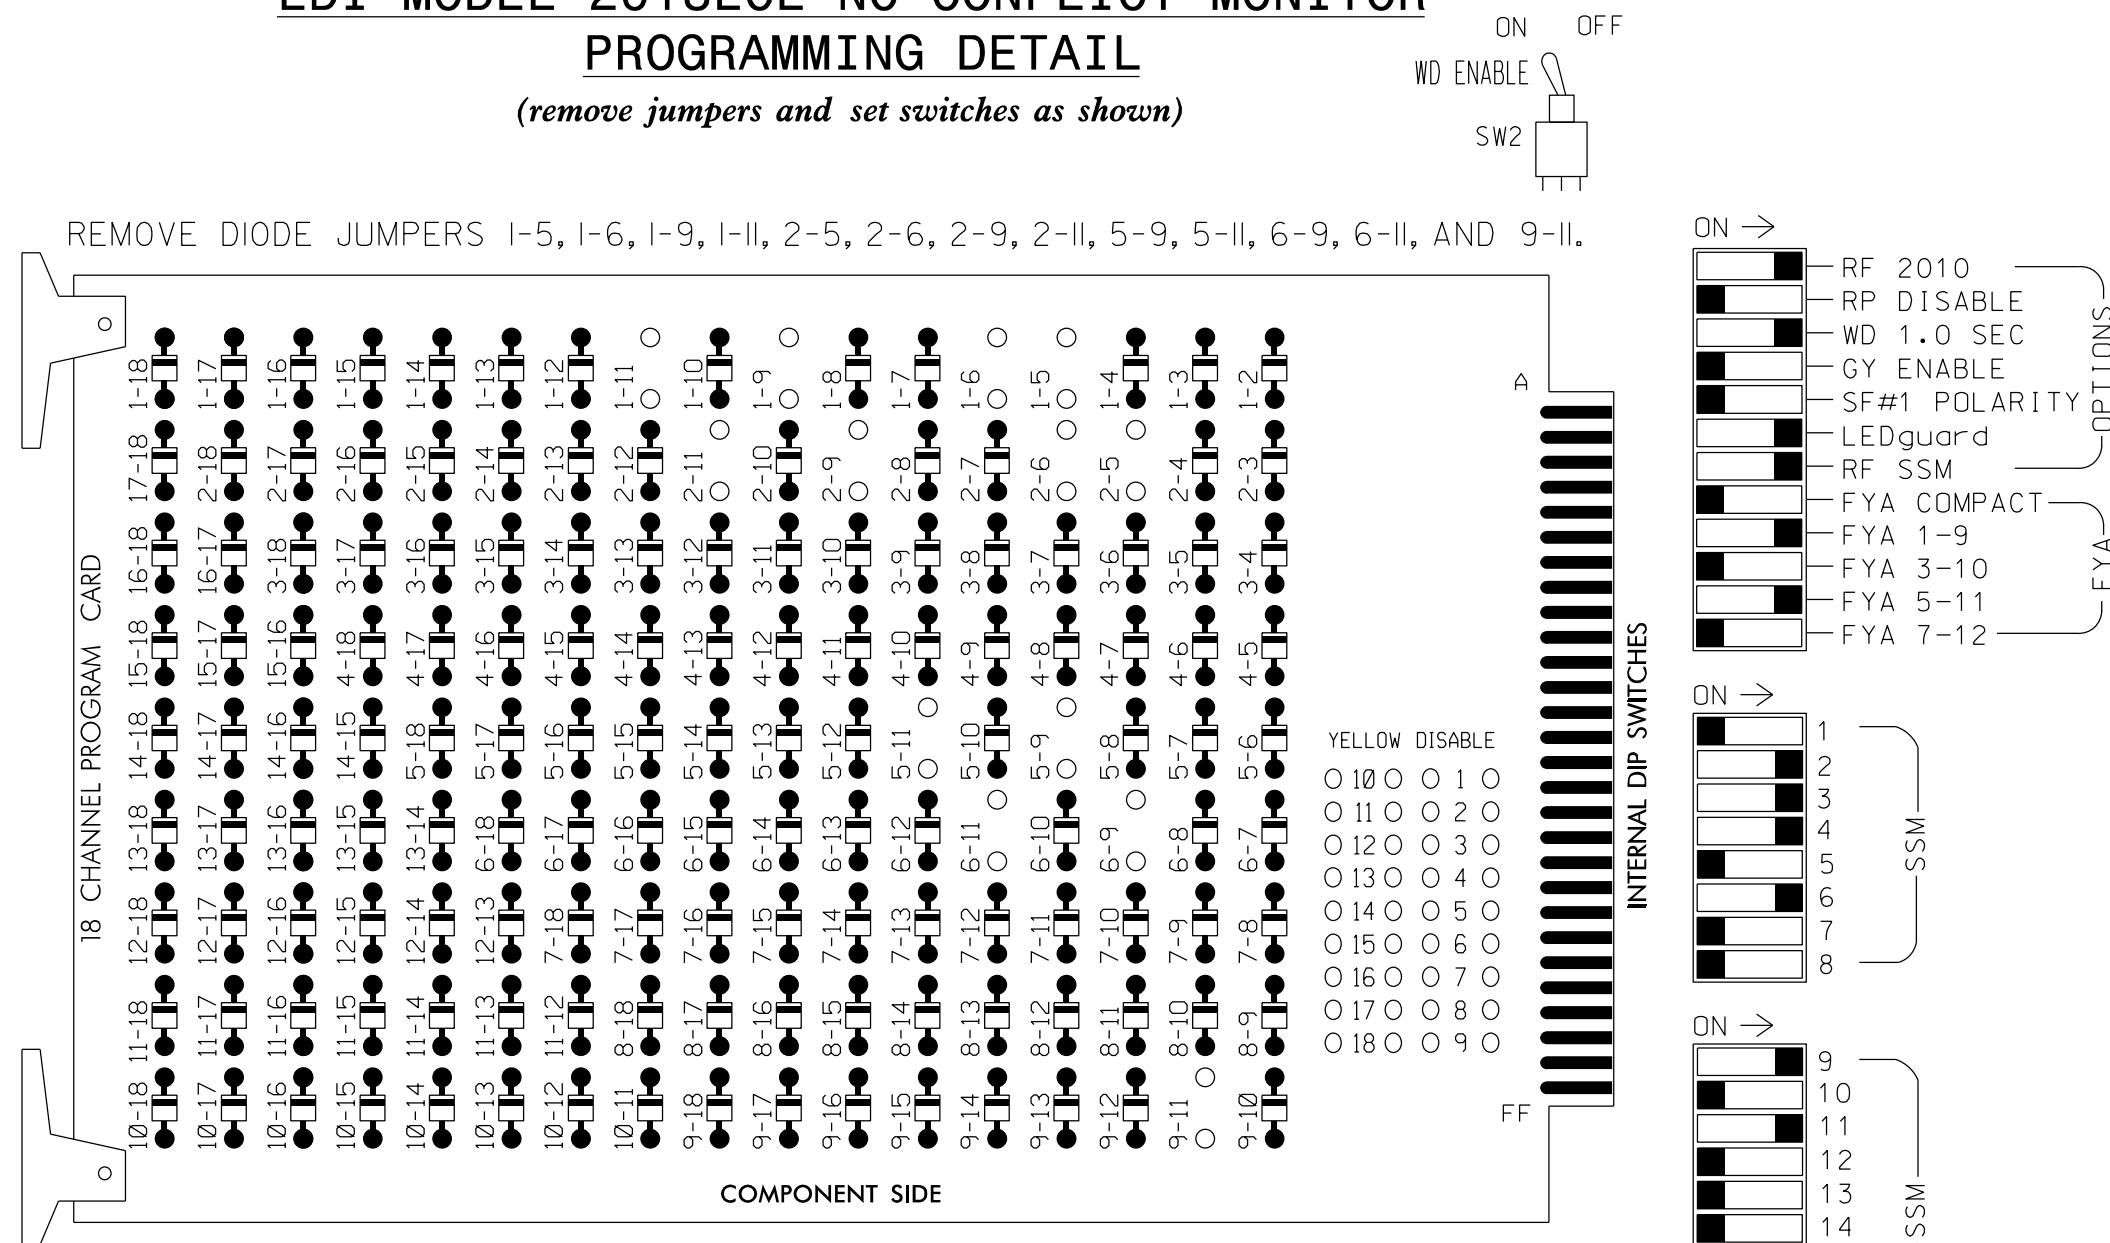 EDI MODEL 2018ECL-NC CONFLICT MONITOR
PROGRAMMING DETAIL
(remove jumpers and set switches as shown)
ON OFF
WD ENABLE
SW2
REMOVE DIODE JUMPERS 1-5, 1-6, 1-9, 1-11, 2-5, 2-6, 2-9, 2-11, 5-9, 5-11, 6-9, 6-11, AND 9-11.
18 CHANNEL PROGRAM CARD
1-18 1-17 1-16 1-15 1-14 1-13 1-12 1-11 1-10 1-9 1-8 1-7 1-6 1-5 1-4 1-3 1-2
17-18 2-18 2-17 2-16 2-15 2-14 2-13 2-12 2-11 2-10 2-9 2-8 2-7 2-6 2-5 2-4 2-3
16-18 16-17 3-18 3-17 3-16 3-15 3-14 3-13 3-12 3-11 3-10 3-9 3-8 3-7 3-6 3-5 3-4
15-18 15-17 15-16 4-18 4-17 4-16 4-15 4-14 4-13 4-12 4-11 4-10 4-9 4-8 4-7 4-6 4-5
14-18 14-17 14-16 14-15 5-18 5-17 5-16 5-15 5-14 5-13 5-12 5-11 5-10 5-9 5-8 5-7 5-6
13-18 13-17 13-16 13-15 13-14 6-18 6-17 6-16 6-15 6-14 6-13 6-12 6-11 6-10 6-9 6-8 6-7
12-18 12-17 12-16 12-15 12-14 12-13 7-18 7-17 7-16 7-15 7-14 7-13 7-12 7-11 7-10 7-9 7-8
11-18 11-17 11-16 11-15 11-14 11-13 11-12 8-18 8-17 8-16 8-15 8-14 8-13 8-12 8-11 8-10 8-9
10-18 10-17 10-16 10-15 10-14 10-13 10-12 10-11 9-18 9-17 9-16 9-15 9-14 9-13 9-12 9-11 9-10
COMPONENT SIDE
YELLOW DISABLE
10 1
11 2
12 3
13 4
14 5
15 6
16 7
17 8
18 9
A
FF
INTERNAL DIP SWITCHES
ON
RF 2010
RP DISABLE
WD 1.0 SEC
GY ENABLE
SF#1 POLARITY
LEDguard
RF SSM
OPTIONS
FYA COMPACT
FYA 1-9
FYA 3-10
FYA 5-11
FYA 7-12
FYA
ON
1
2
3
4
5
6
7
8
SSM
ON
9
10
11
12
13
14
SSM